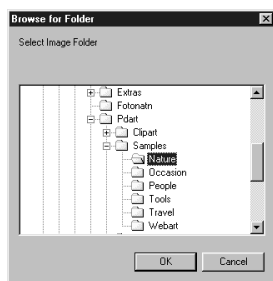 Browse for Folder
Select Image Folder
Extras
Fotonatn
Pdart
Clipart
Samples
Nature
Occasion
People
Tools
Travel
Webart
OK Cancel